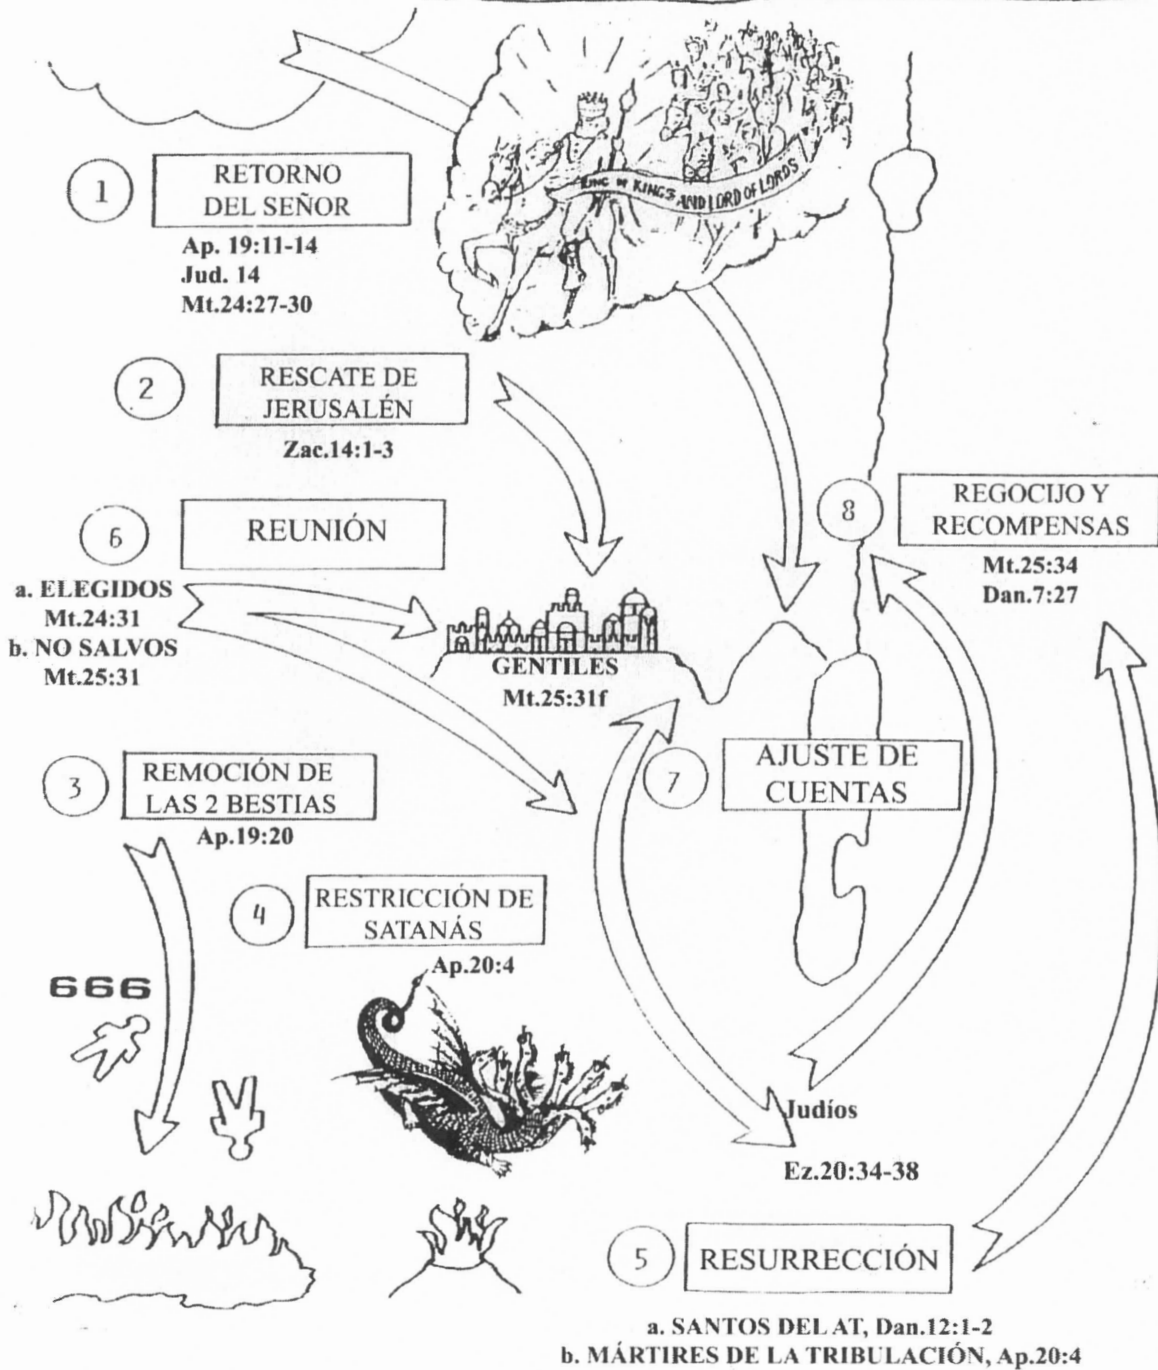 KING OF KINGS AND LORD OF LORDS
1
RETORNO
DEL SEÑOR
Ap. 19:11-14
Jud. 14
Mt.24:27-30
2
RESCATE DE
JERUSALÉN
Zac.14:1-3
6
REUNIÓN
a. ELEGIDOS
Mt.24:31
b. NO SALVOS
Mt.25:31
8
REGOCIJO Y
RECOMPENSAS
Mt.25:34
Dan.7:27
GENTILES
Mt.25:31f
3
REMOCIÓN DE
LAS 2 BESTIAS
Ap.19:20
7
AJUSTE DE
CUENTAS
4
RESTRICCIÓN DE
SATANÁS
Ap.20:4
666
Judíos
Ez.20:34-38
5
RESURRECCIÓN
a. SANTOS DEL AT, Dan.12:1-2
b. MÁRTIRES DE LA TRIBULACIÓN, Ap.20:4